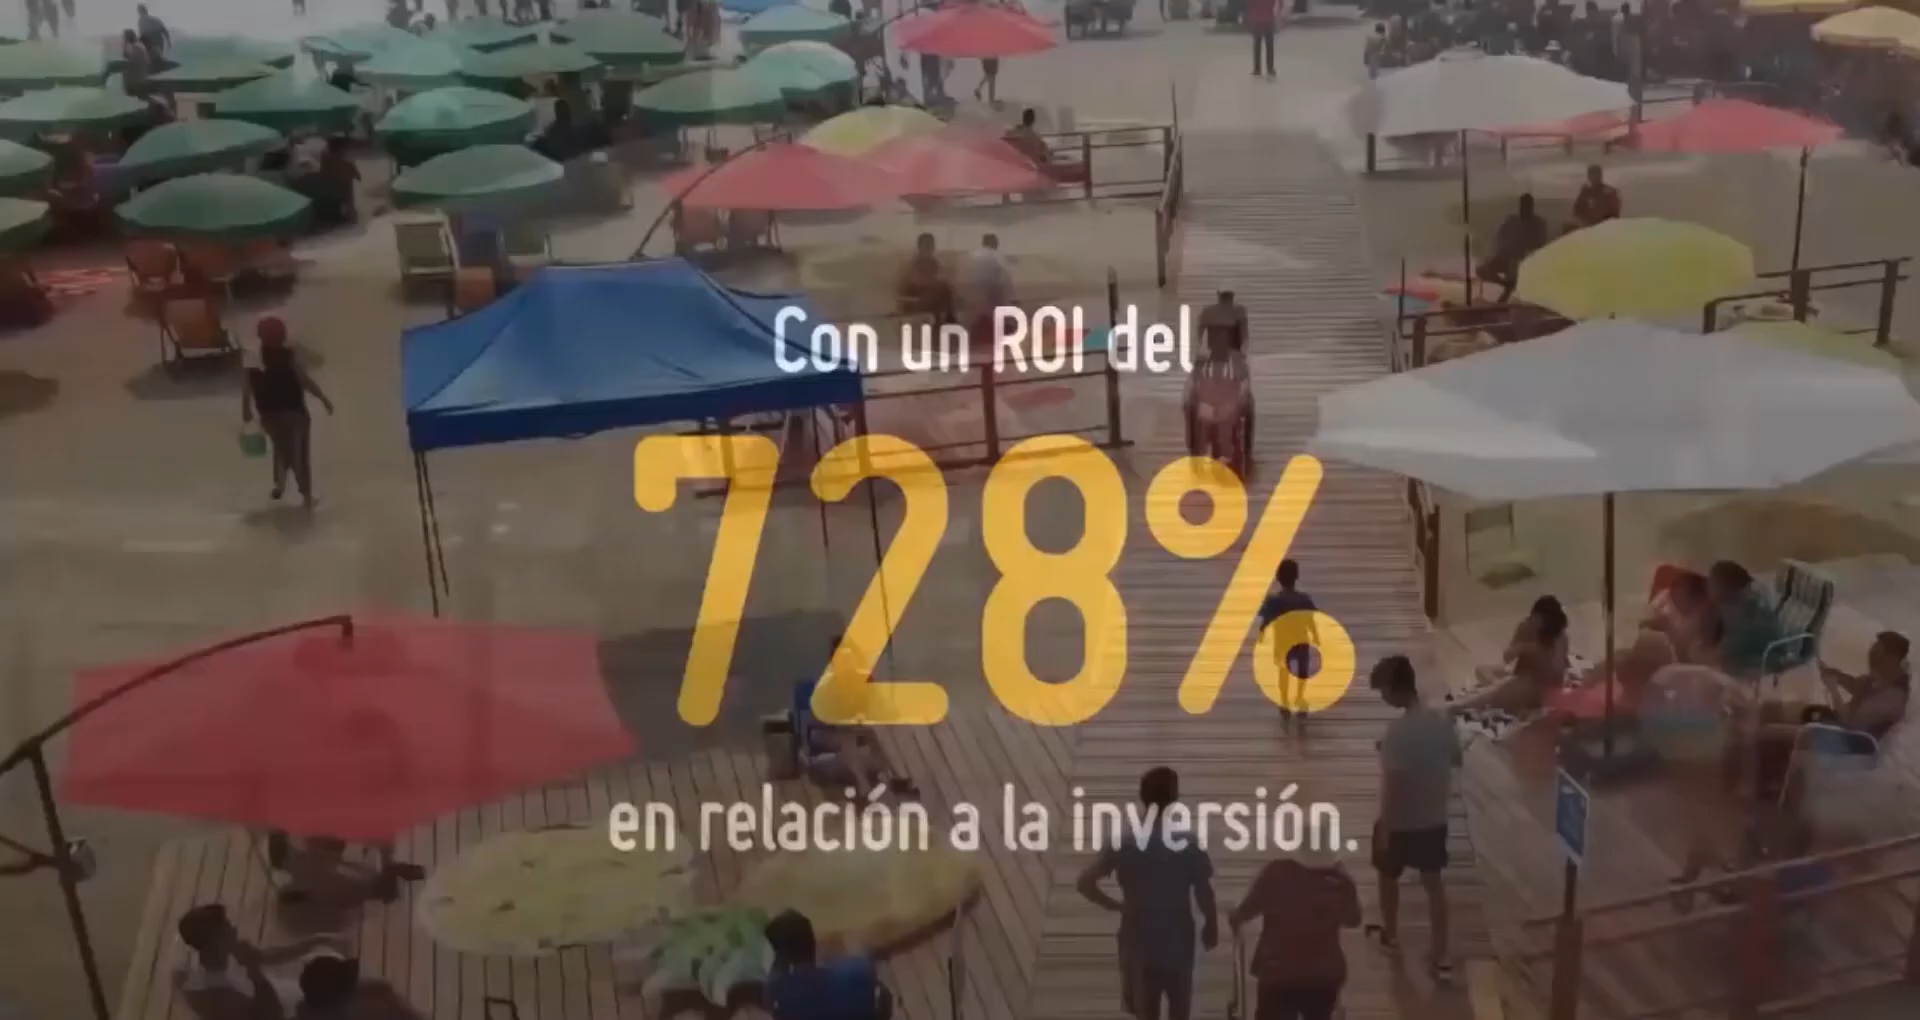 Con un ROI del
728%
en relación a la inversión.